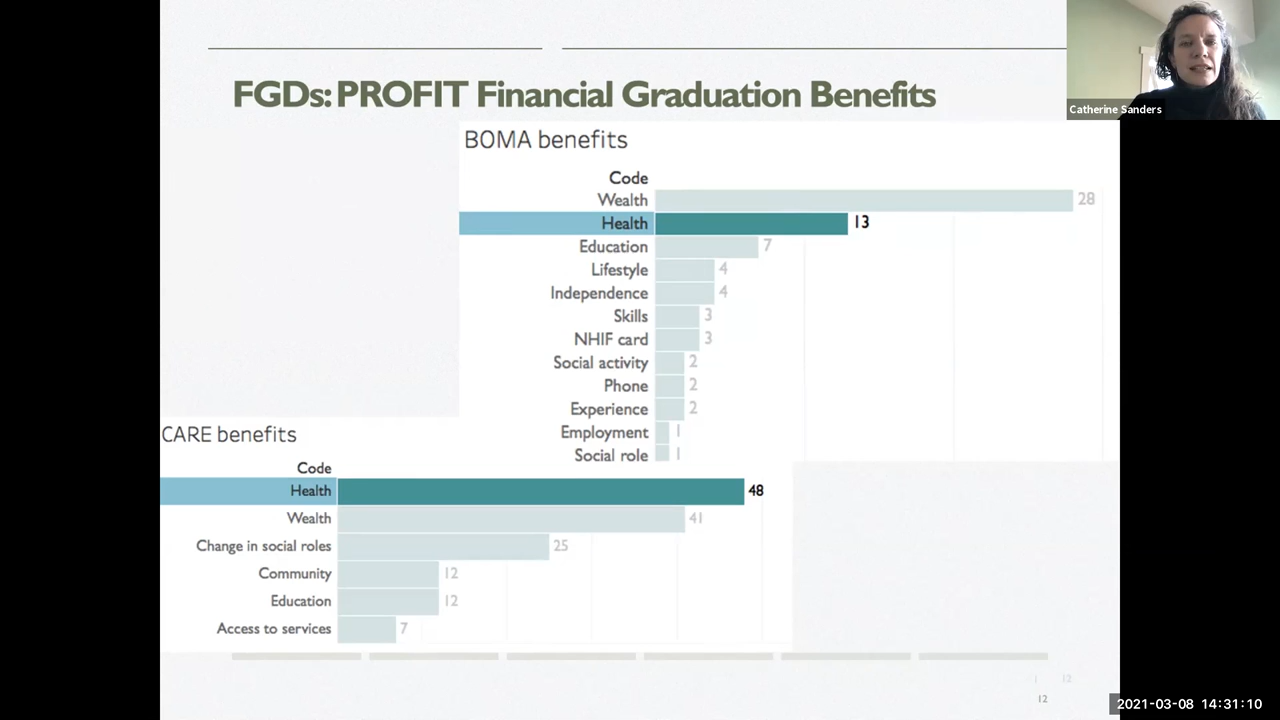 FGDs: PROFIT Financial Graduation Benefits
Catherine Sanders
BOMA benefits
Code
Wealth 28
Health 13
Education 7
Lifestyle 4
Independence 4
Skills 3
NHIF card 3
Social activity 2
Phone 2
Experience 2
Employment 1
Social role 1
CARE benefits
Code
Health 48
Wealth 41
Change in social roles 25
Community 12
Education 12
Access to services 7
1 12
12
2021-03-08 14:31:10